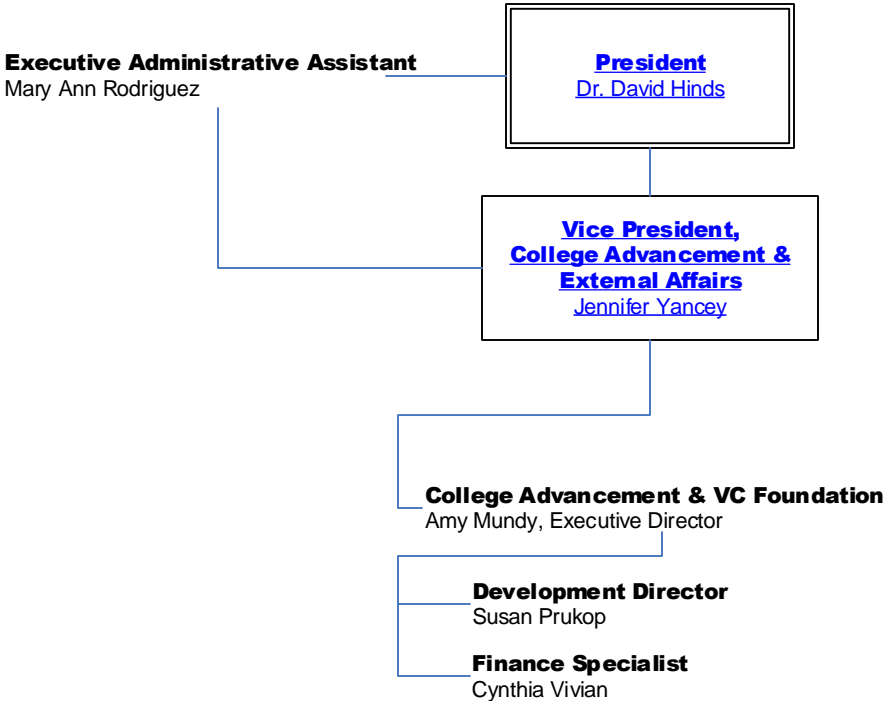 Executive Administrative Assistant
Mary Ann Rodriguez
President
Dr. David Hinds
Vice President,
College Advancement &
External Affairs
Jennifer Yancey
College Advancement & VC Foundation
Amy Mundy, Executive Director
Development Director
Susan Prukop
Finance Specialist
Cynthia Vivian